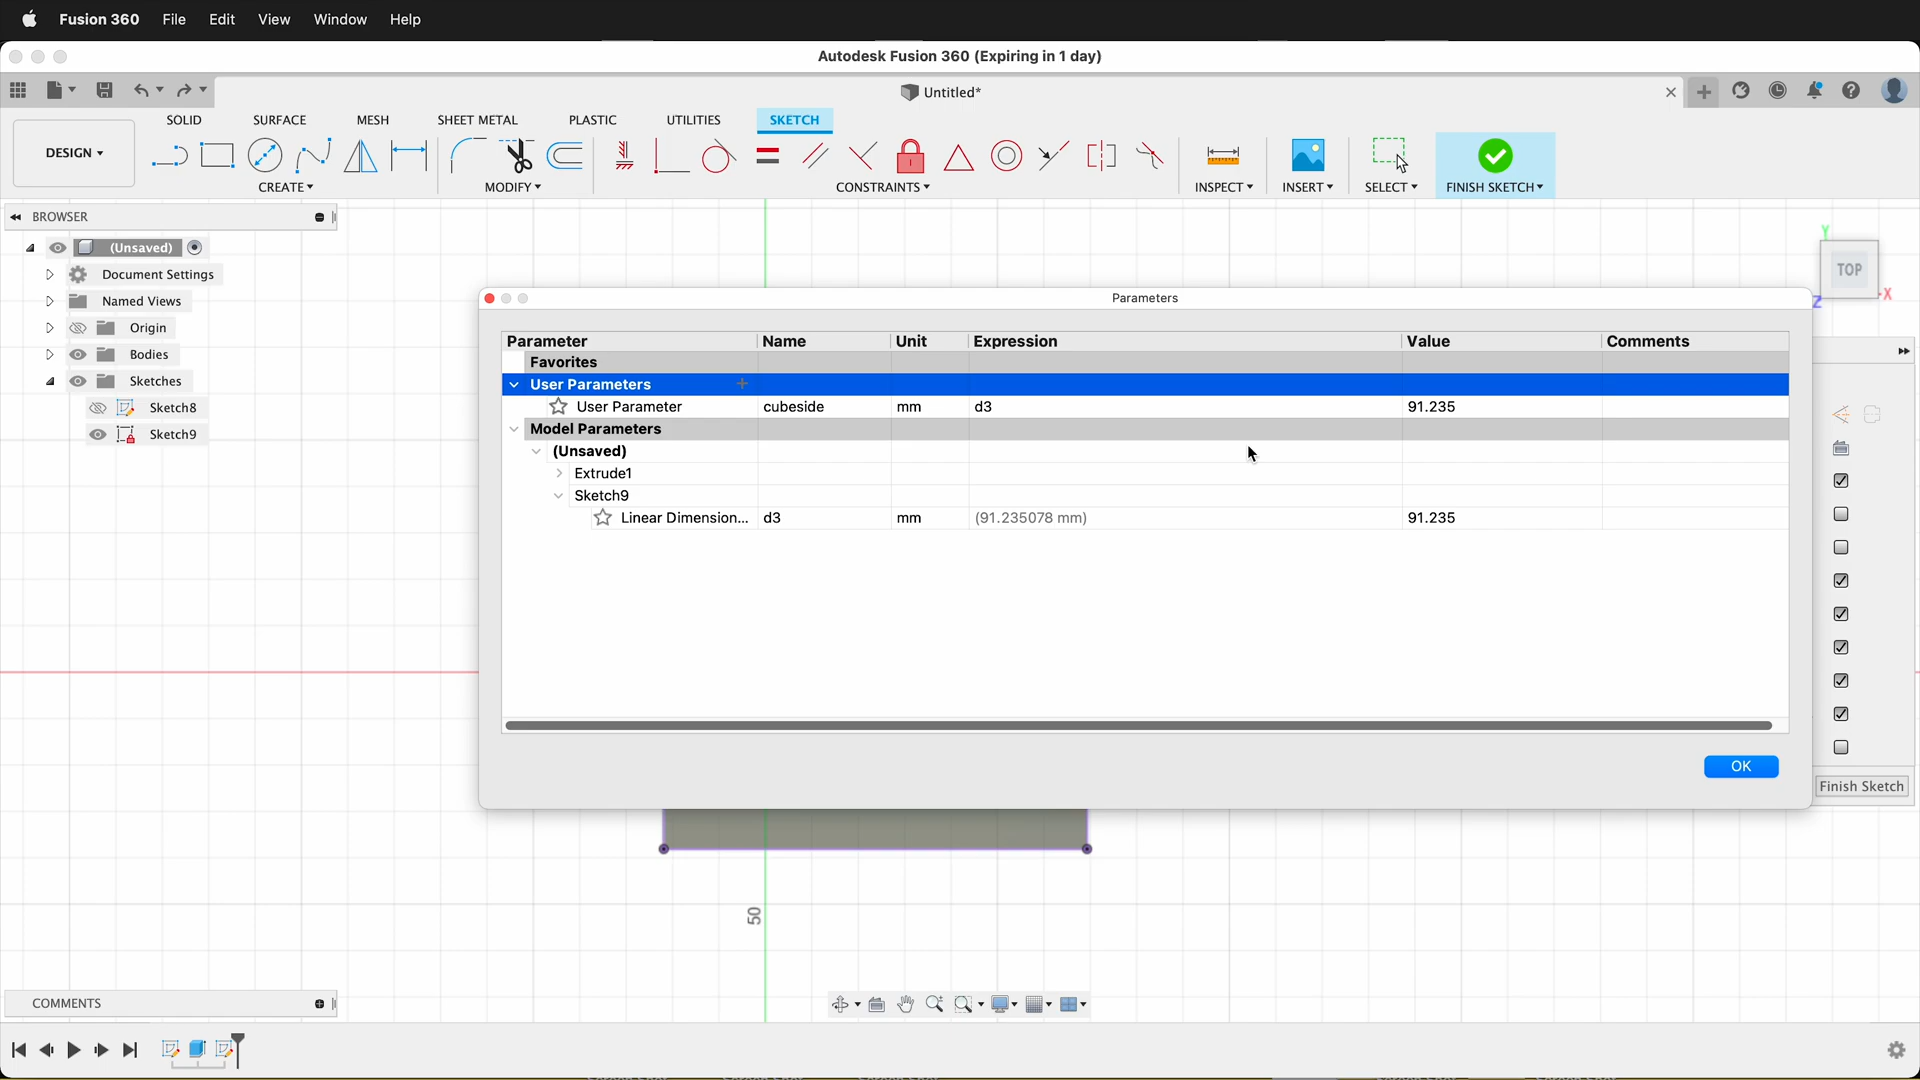 Fusion 360 File Edit View Window Help
Autodesk Fusion 360 (Expiring in 1 day)
Untitled*
SOLID SURFACE MESH SHEET METAL PLASTIC UTILITIES SKETCH
DESIGN
CREATE MODIFY CONSTRAINTS INSPECT INSERT SELECT FINISH SKETCH
BROWSER
(Unsaved)
Document Settings
Named Views
Origin
Bodies
Sketches
Sketch8
Sketch9
Y
TOP
X
Z
Parameters
Parameter Name Unit Expression Value Comments
Favorites
User Parameters +
User Parameter cubeside mm d3 91.235
Model Parameters
(Unsaved)
Extrude1
Sketch9
Linear Dimension... d3 mm (91.235078 mm) 91.235
OK
Finish Sketch
50
COMMENTS